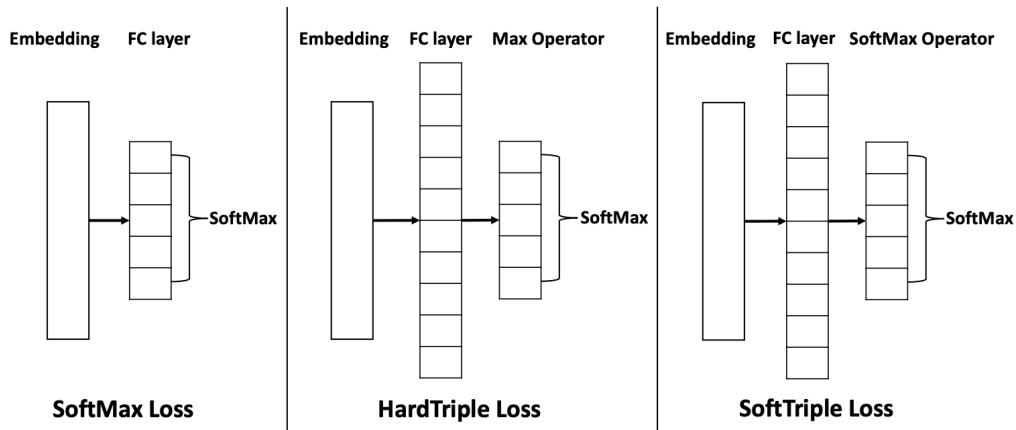 Embedding FC layer
SoftMax
SoftMax Loss
Embedding FC layer Max Operator
SoftMax
HardTriple Loss
Embedding FC layer SoftMax Operator
SoftMax
SoftTriple Loss